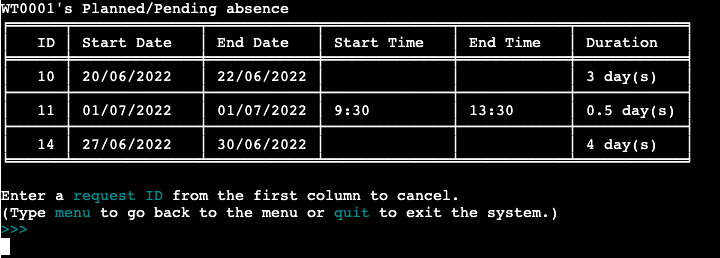 WT0001's Planned/Pending absence
ID Start Date End Date Start Time End Time Duration
10 20/06/2022 22/06/2022 3 day(s)
11 01/07/2022 01/07/2022 9:30 13:30 0.5 day(s)
14 27/06/2022 30/06/2022 4 day(s)
Enter a request ID from the first column to cancel.
(Type menu to go back to the menu or quit to exit the system.)
>>>